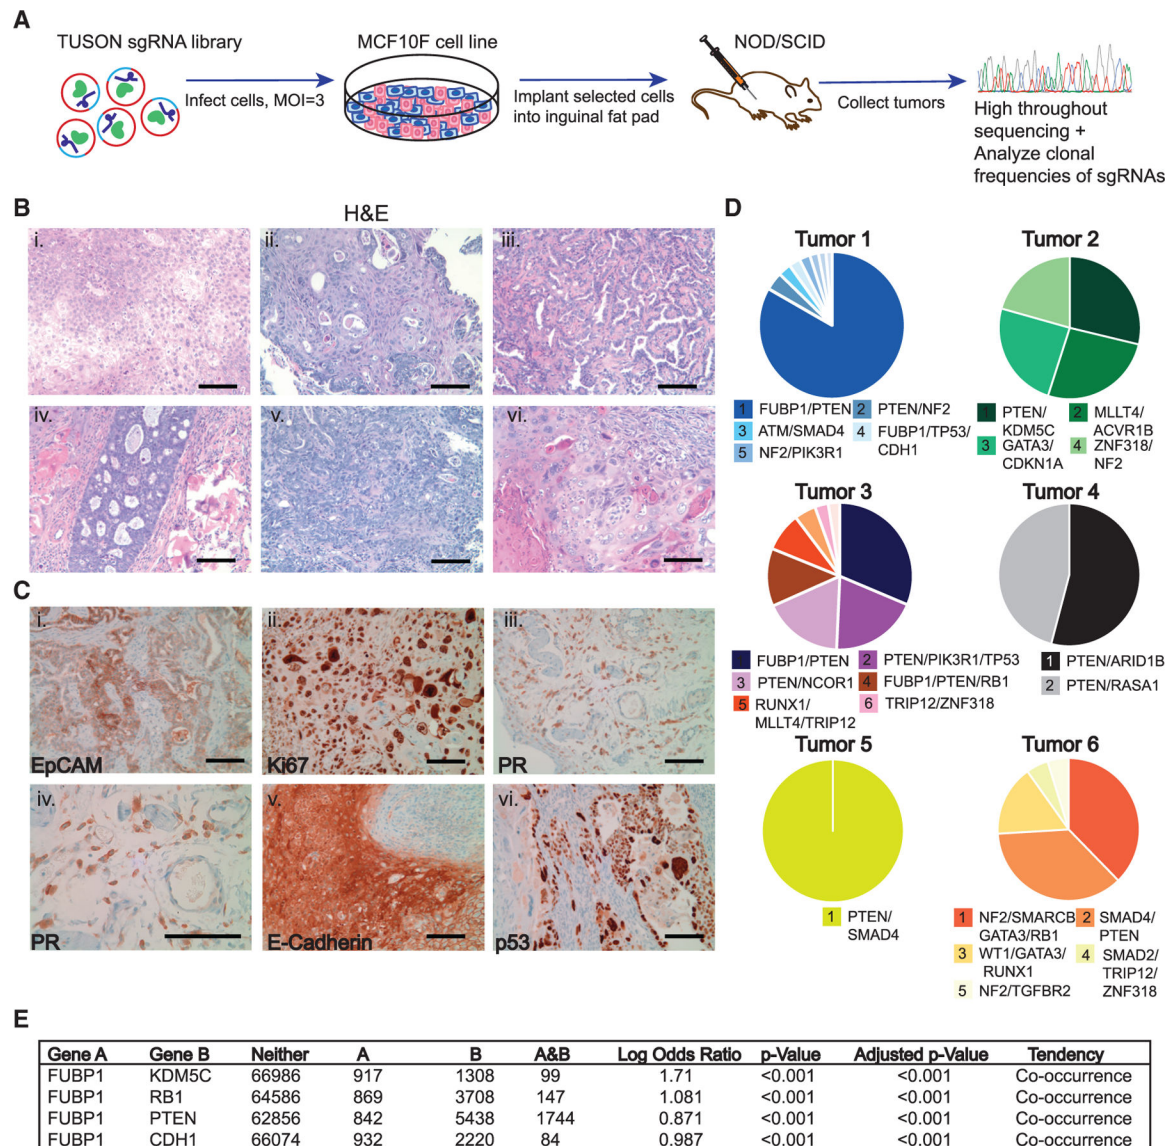 A
TUSON sgRNA library
MCF10F cell line
NOD/SCID
Infect cells, MOI=3
Implant selected cells
into inguinal fat pad
Collect tumors
High throughout
sequencing +
Analyze clonal
frequencies of sgRNAs
B
H&E
i.
ii.
iii.
iv.
v.
vi.
C
i.
EpCAM
ii.
Ki67
iii.
PR
iv.
PR
v.
E-Cadherin
vi.
p53
D
Tumor 1
1 FUBP1/PTEN
2 PTEN/NF2
3 ATM/SMAD4
4 FUBP1/TP53/
CDH1
5 NF2/PIK3R1
Tumor 2
1 PTEN/
KDM5C
2 MLLT4/
ACVR1B
3 GATA3/
CDKN1A
4 ZNF318/
NF2
Tumor 3
FUBP1/PTEN
2 PTEN/PIK3R1/TP53
3 PTEN/NCOR1
4 FUBP1/PTEN/RB1
5 RUNX1/
MLLT4/TRIP12
6 TRIP12/ZNF318
Tumor 4
1 PTEN/ARID1B
2 PTEN/RASA1
Tumor 5
1 PTEN/
SMAD4
Tumor 6
1 NF2/SMARCB
GATA3/RB1
2 SMAD4/
PTEN
3 WT1/GATA3/
RUNX1
4 SMAD2/
TRIP12/
ZNF318
5 NF2/TGFBR2
E
Gene A Gene B Neither A B A&B Log Odds Ratio p-Value Adjusted p-Value Tendency
FUBP1 KDM5C 66986 917 1308 99 1.71 <0.001 <0.001 Co-occurrence
FUBP1 RB1 64586 869 3708 147 1.081 <0.001 <0.001 Co-occurrence
FUBP1 PTEN 62856 842 5438 1744 0.871 <0.001 <0.001 Co-occurrence
FUBP1 CDH1 66074 932 2220 84 0.987 <0.001 <0.001 Co-occurrence